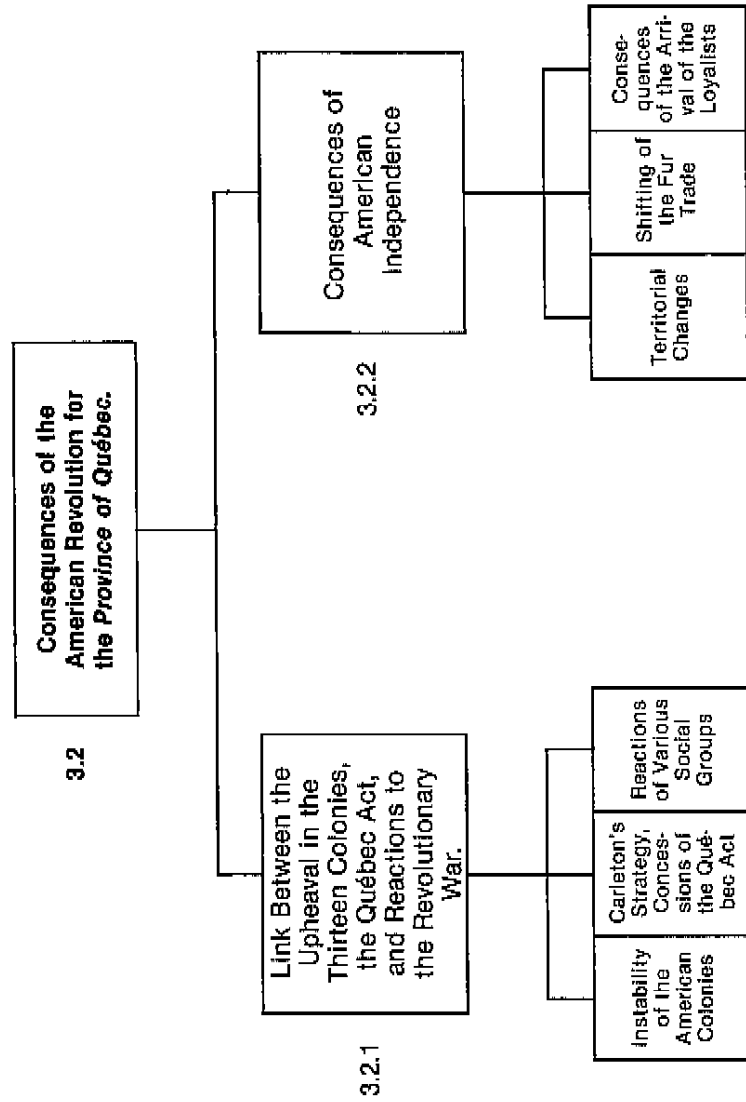 3.2
Consequences of the
American Revolution for
the Province of Québec.
3.2.1
Link Between the
Upheaval in the
Thirteen Colonies,
the Québec Act,
and Reactions to
the Revolutionary
War.
Instability
of the
American
Colonies
Carleton's
Strategy,
Conces-
sions of
the Qué-
bec Act
Reactions
of Various
Social
Groups
3.2.2
Consequences of
American
Independence
Territorial
Changes
Shifting of
the Fur
Trade
Conse-
quences
of the Arri-
val of the
Loyalists